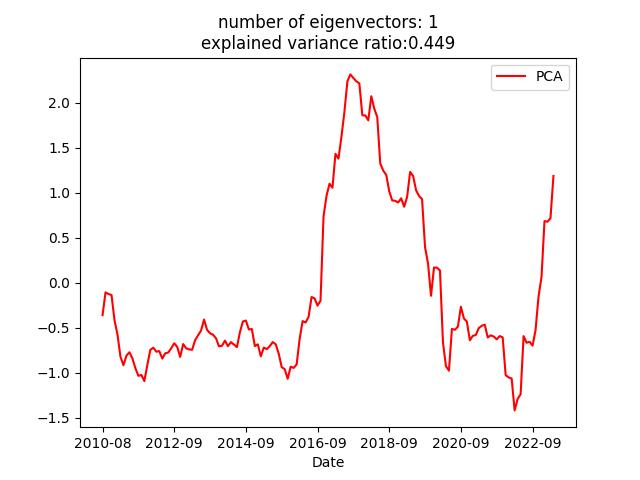 number of eigenvectors: 1
explained variance ratio:0.449
PCA
2.0
1.5
1.0
0.5
0.0
−0.5
−1.0
−1.5
2010-08 2012-09 2014-09 2016-09 2018-09 2020-09 2022-09
Date